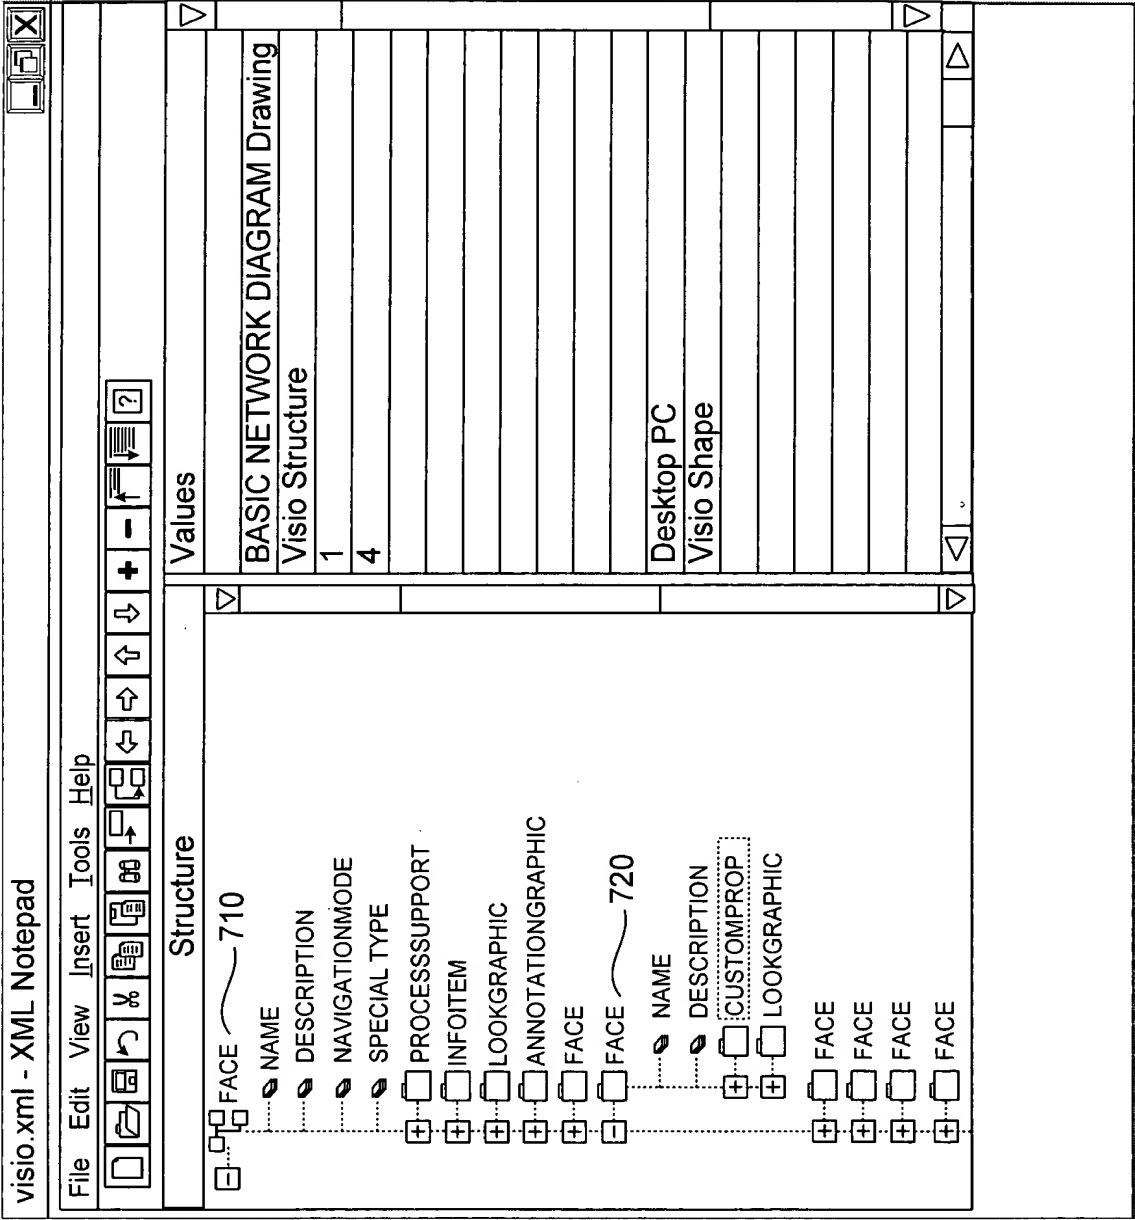 visio.xml - XML Notepad
File Edit View Insert Tools Help
?
Structure
Values
FACE 710
NAME
BASIC NETWORK DIAGRAM Drawing
DESCRIPTION
Visio Structure
NAVIGATIONMODE
1
SPECIAL TYPE
4
PROCESSSUPPORT
INFOITEM
LOOKGRAPHIC
ANNOTATIONGRAPHIC
FACE
FACE 720
NAME
Desktop PC
DESCRIPTION
Visio Shape
CUSTOMPROP
LOOKGRAPHIC
FACE
FACE
FACE
FACE